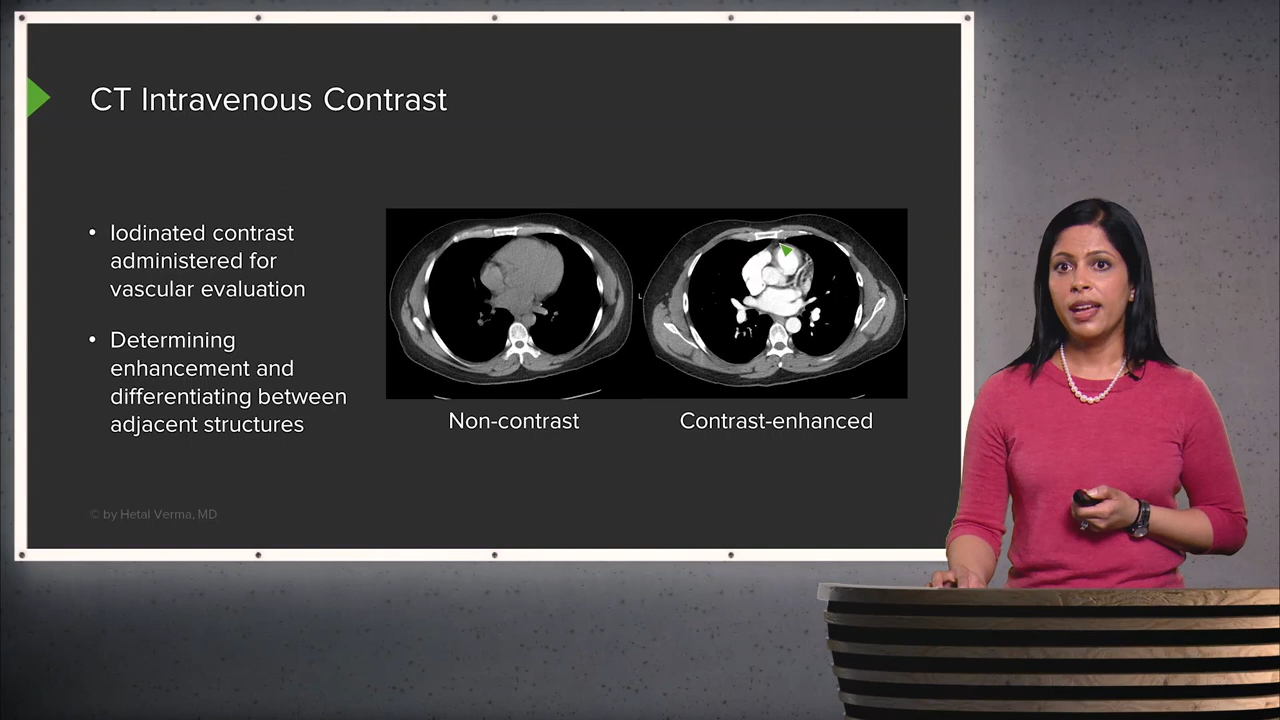 CT Intravenous Contrast
• Iodinated contrast
administered for
vascular evaluation
• Determining
enhancement and
differentiating between
adjacent structures
L
L
Non-contrast
Contrast-enhanced
© by Hetal Verma, MD